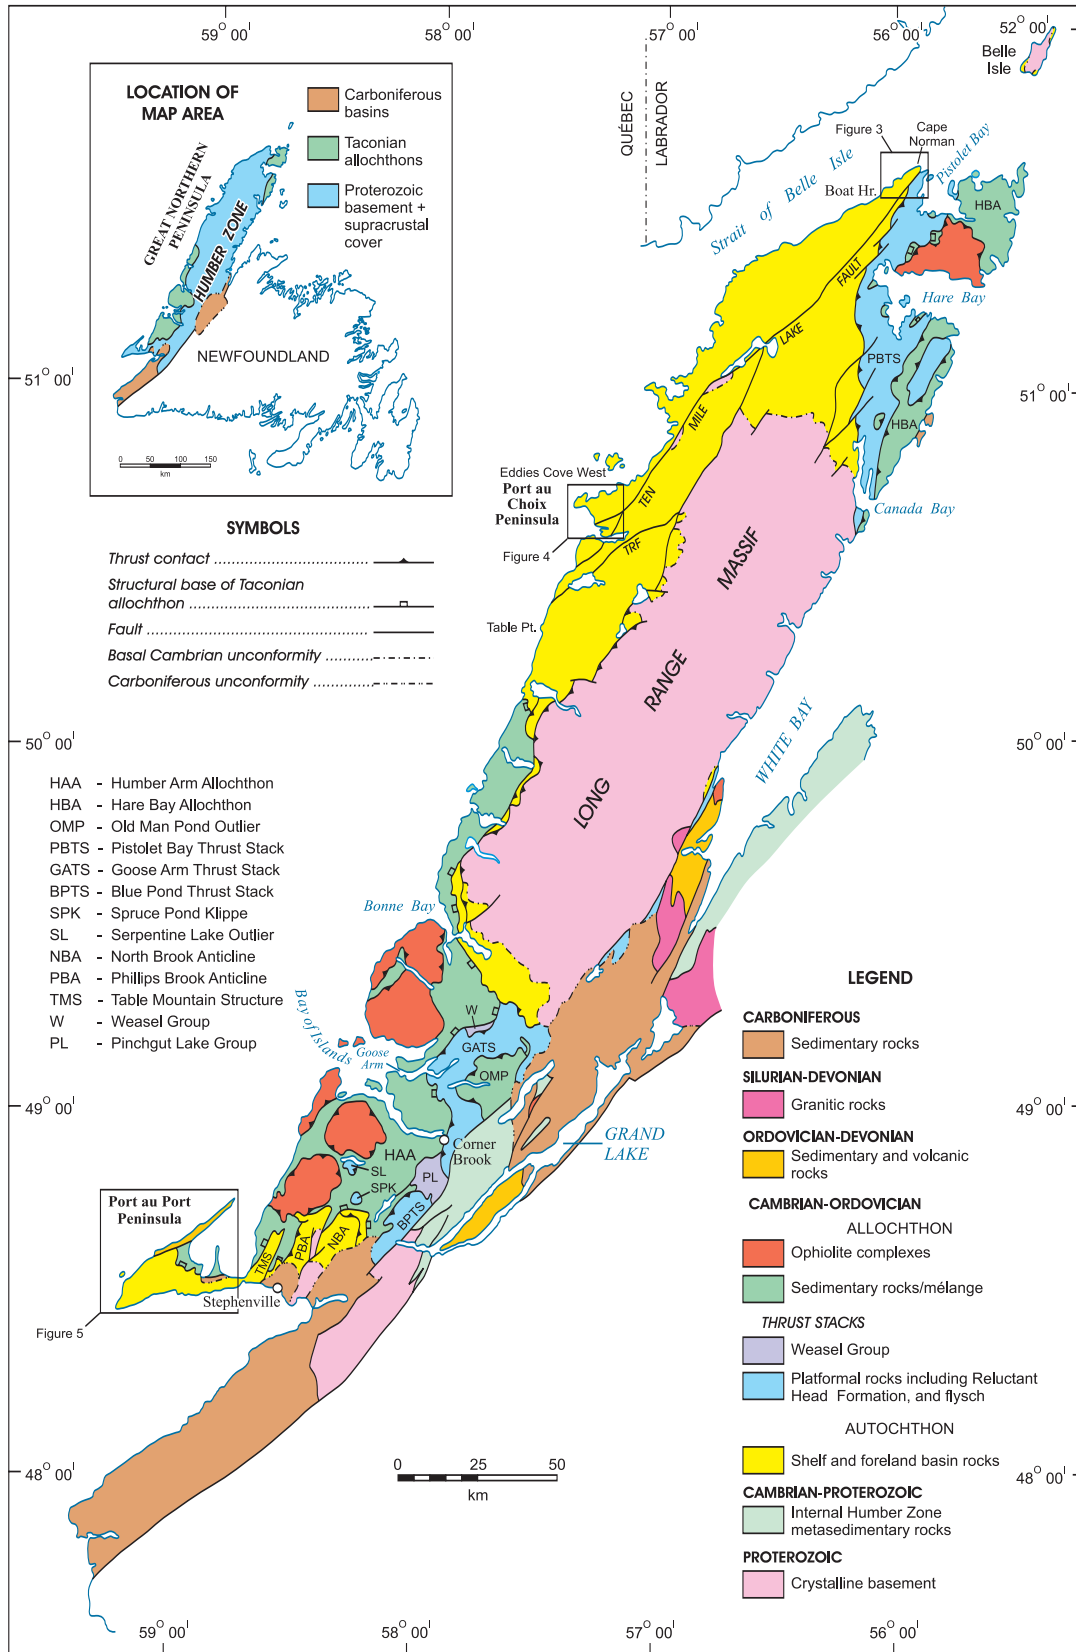 59° 00'
58° 00'
57° 00'
56° 00'
52° 00'
Belle
Isle
LOCATION OF
MAP AREA
Carboniferous
basins
Taconian
allochthons
Proterozoic
basement +
supracrustal
cover
GREAT NORTHERN
PENINSULA
HUMBER ZONE
NEWFOUNDLAND
0 50 100 150
km
QUÉBEC
LABRADOR
Figure 3
Cape
Norman
Pistolet Bay
Boat Hr.
Strait of Belle Isle
HBA
FAULT
Hare Bay
LAKE
PBTS
51° 00'
51° 00'
MILE
HBA
Eddies Cove West
Port au
Choix
Peninsula
TEN
Canada Bay
TRF
Figure 4
MASSIF
SYMBOLS
Thrust contact
Structural base of Taconian
allochthon
Fault
Basal Cambrian unconformity
Carboniferous unconformity
Table Pt.
RANGE
WHITE BAY
50° 00'
50° 00'
LONG
HAA - Humber Arm Allochthon
HBA - Hare Bay Allochthon
OMP - Old Man Pond Outlier
PBTS - Pistolet Bay Thrust Stack
GATS - Goose Arm Thrust Stack
BPTS - Blue Pond Thrust Stack
SPK - Spruce Pond Klippe
SL - Serpentine Lake Outlier
NBA - North Brook Anticline
PBA - Phillips Brook Anticline
TMS - Table Mountain Structure
W - Weasel Group
PL - Pinchgut Lake Group
Bonne Bay
Bay of Islands
W
Goose
Arm
GATS
OMP
49° 00'
49° 00'
Corner
Brook
GRAND
LAKE
HAA
SL
SPK
PL
BPTS
Port au Port
Peninsula
TMS
PBA
NBA
Stephenville
Figure 5
LEGEND
CARBONIFEROUS
Sedimentary rocks
SILURIAN-DEVONIAN
Granitic rocks
ORDOVICIAN-DEVONIAN
Sedimentary and volcanic
rocks
CAMBRIAN-ORDOVICIAN
ALLOCHTHON
Ophiolite complexes
Sedimentary rocks/mélange
THRUST STACKS
Weasel Group
Platformal rocks including Reluctant
Head Formation, and flysch
AUTOCHTHON
Shelf and foreland basin rocks
CAMBRIAN-PROTEROZOIC
Internal Humber Zone
metasedimentary rocks
PROTEROZOIC
Crystalline basement
0 25 50
km
48° 00'
48° 00'
59° 00'
58° 00'
57° 00'
56° 00'